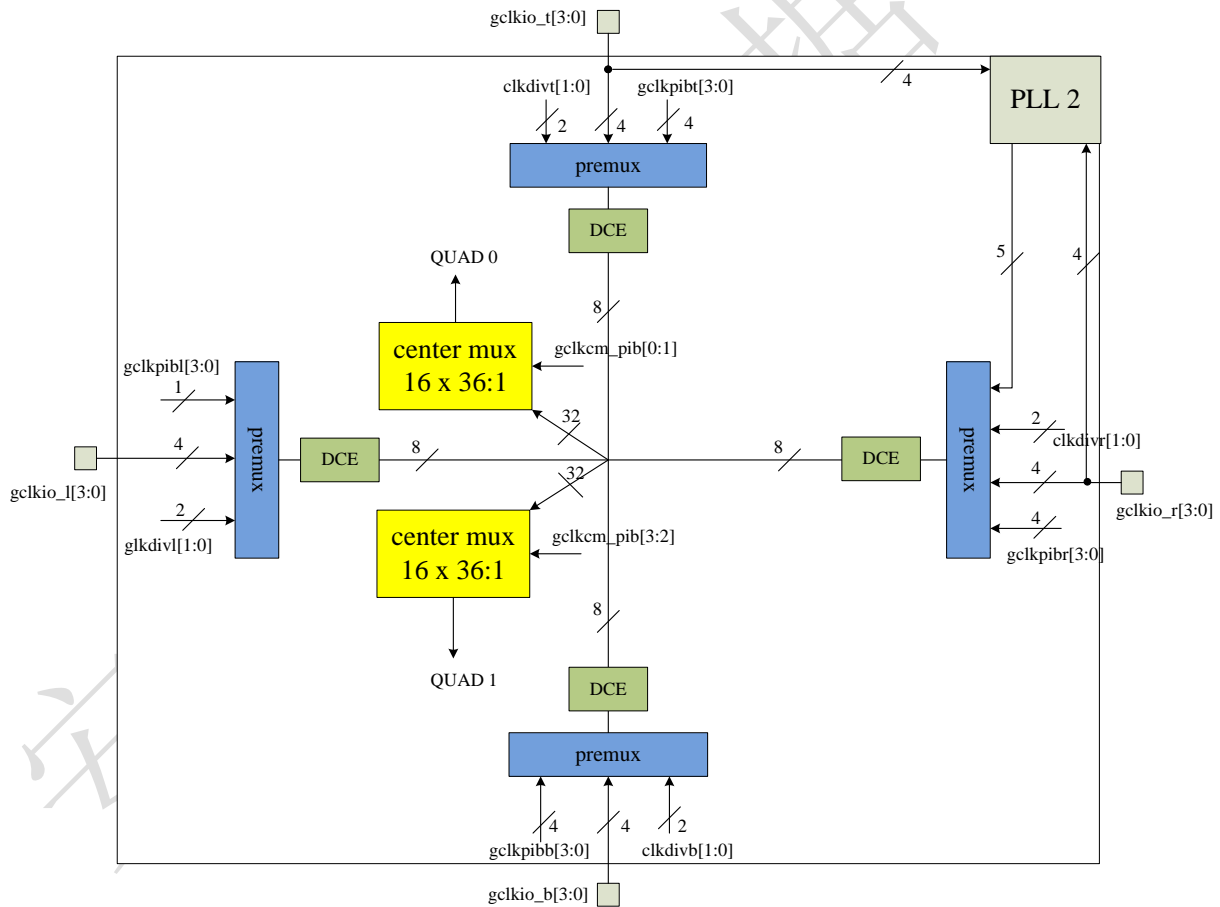 gclkio_t[3:0]
4
PLL 2
clkdivt[1:0]
gclkpibt[3:0]
2
4
4
premux
DCE
QUAD 0
5
4
8
center mux
16 x 36:1
gclkcm_pib[0:1]
gclkpibl[3:0]
1
32
4
premux
DCE
8
8
DCE
premux
2
clkdivr[1:0]
gclkio_l[3:0]
32
4
gclkio_r[3:0]
2
glkdivl[1:0]
center mux
16 x 36:1
gclkcm_pib[3:2]
4
gclkpibr[3:0]
8
QUAD 1
DCE
premux
4
4
2
gclkpibb[3:0]
clkdivb[1:0]
gclkio_b[3:0]